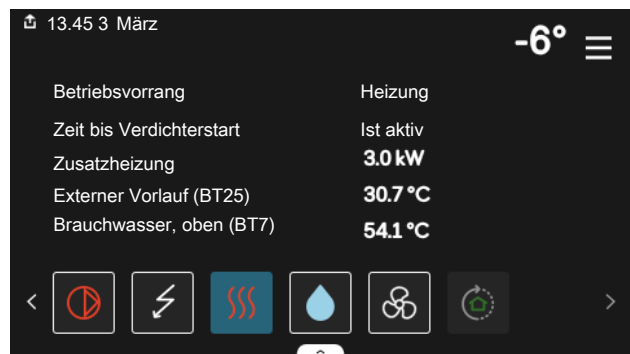 13.45 3 März
-6°
Betriebsvorrang Heizung
Zeit bis Verdichterstart Ist aktiv
Zusatzheizung 3.0 kW
Externer Vorlauf (BT25) 30.7 °C
Brauchwasser, oben (BT7) 54.1 °C